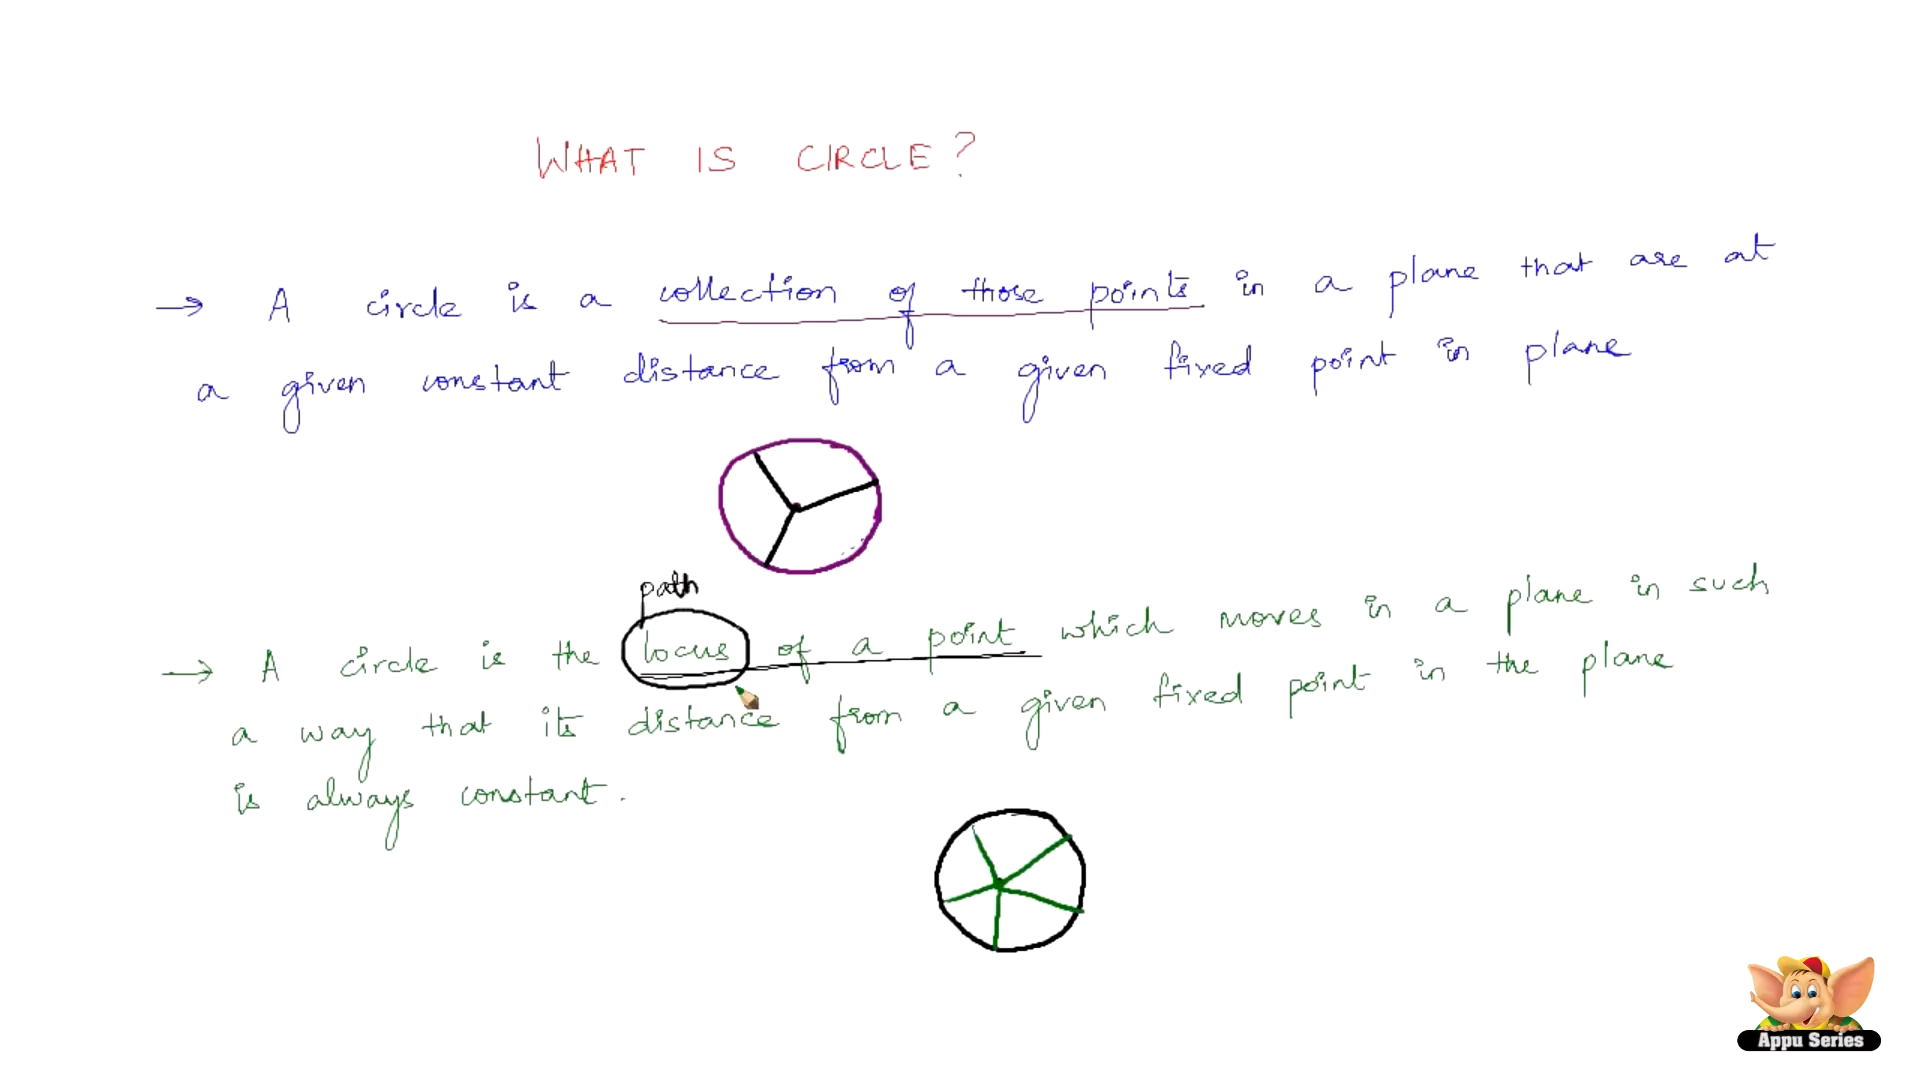 WHAT IS CIRCLE?
→ A circle is a collection of those points in a plane that are at
a given constant distance from a given fixed point in plane
path
→ A circle is the locus of a point which moves in a plane in such
a way that its distance from a given fixed point in the plane
is always constant.
Appu Series